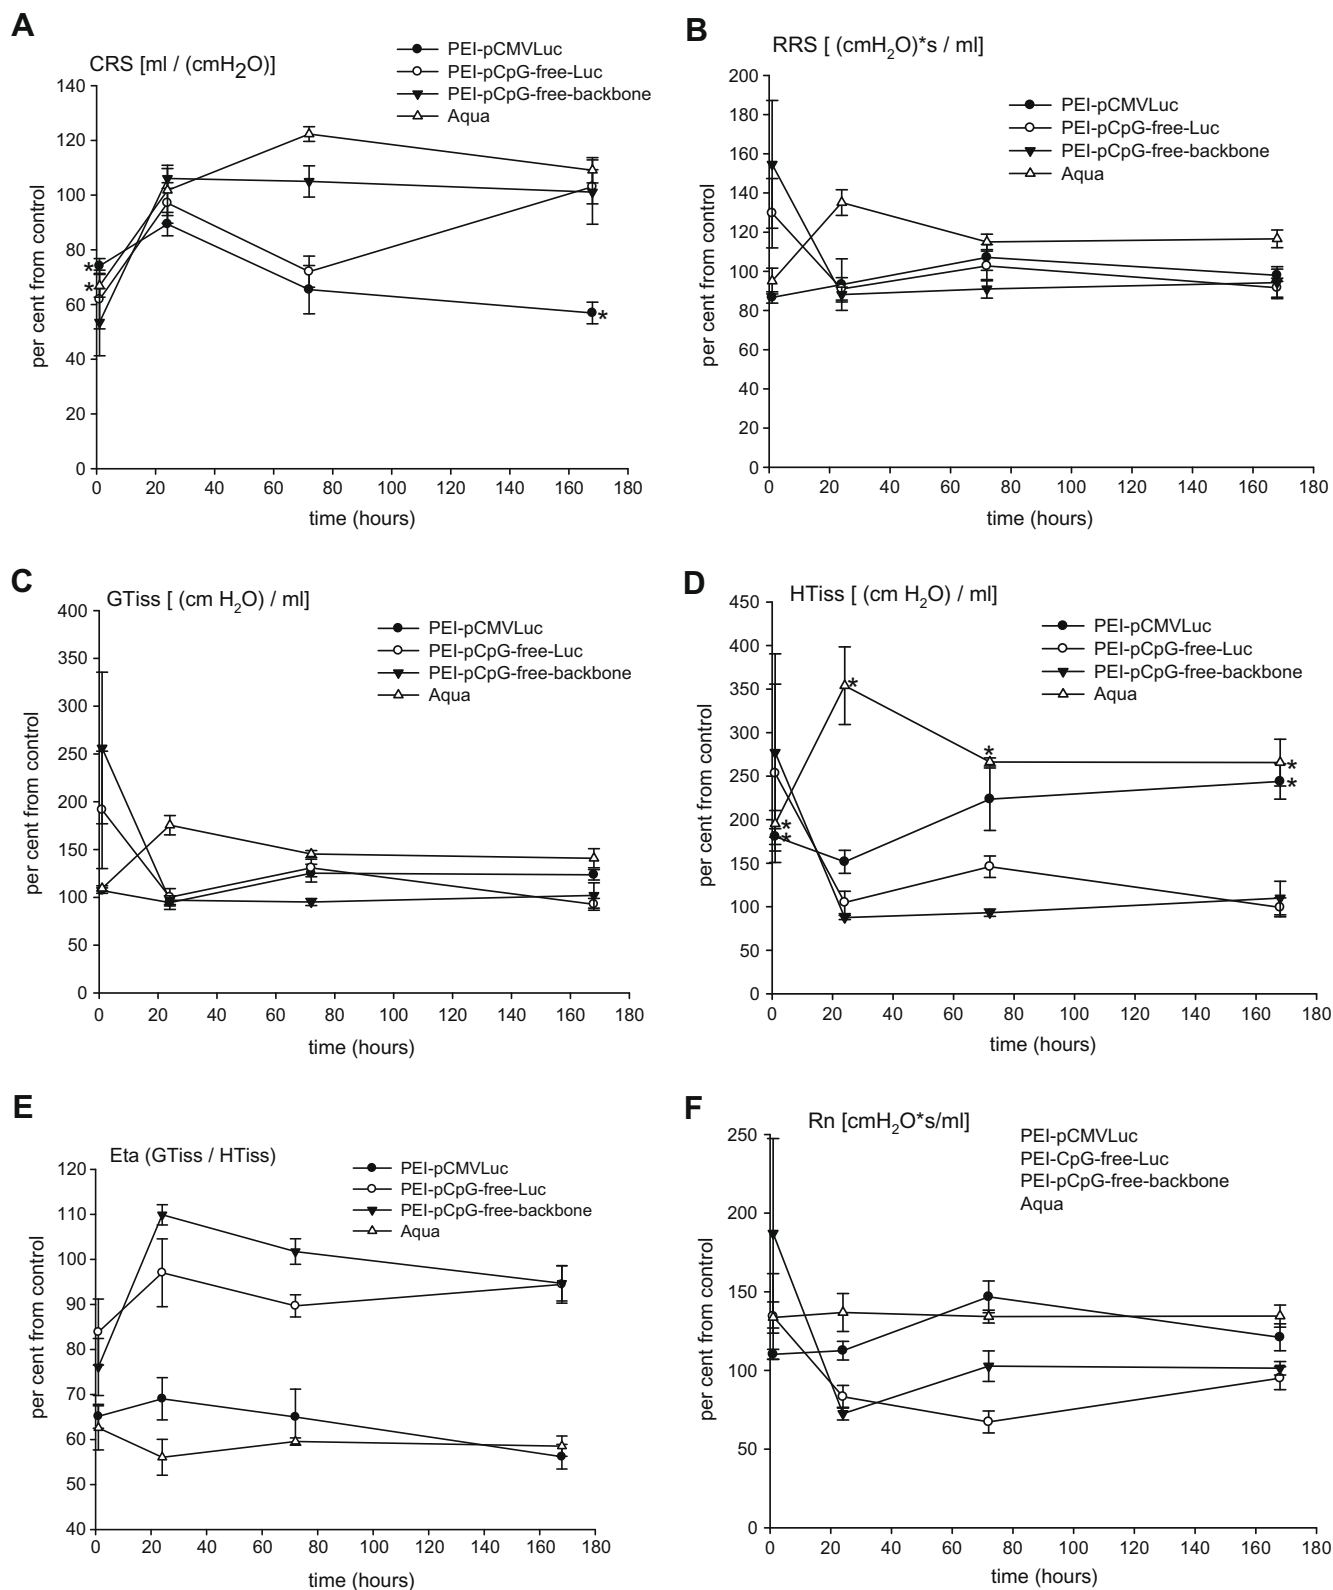 A
CRS [ml / (cmH2O)]
PEI-pCMVLuc
PEI-pCpG-free-Luc
PEI-pCpG-free-backbone
Aqua
140
120
100
80
60
40
20
0
per cent from control
* 
*
*
0 20 40 60 80 100 120 140 160 180
time (hours)
B
RRS [ (cmH2O)*s / ml]
PEI-pCMVLuc
PEI-pCpG-free-Luc
PEI-pCpG-free-backbone
Aqua
200
180
160
140
120
100
80
60
40
20
0
per cent from control
0 20 40 60 80 100 120 140 160 180
time (hours)
C
GTiss [ (cm H2O) / ml]
PEI-pCMVLuc
PEI-pCpG-free-Luc
PEI-pCpG-free-backbone
Aqua
400
350
300
250
200
150
100
50
0
per cent from control
0 20 40 60 80 100 120 140 160 180
time (hours)
D
HTiss [ (cm H2O) / ml]
PEI-pCMVLuc
PEI-pCpG-free-Luc
PEI-pCpG-free-backbone
Aqua
450
400
350
300
250
200
150
100
50
0
per cent from control
*
*
*
*
*
*
0 20 40 60 80 100 120 140 160 180
time (hours)
E
Eta (GTiss / HTiss)
PEI-pCMVLuc
PEI-pCpG-free-Luc
PEI-pCpG-free-backbone
Aqua
120
110
100
90
80
70
60
50
40
per cent from control
0 20 40 60 80 100 120 140 160 180
time (hours)
F
Rn [cmH2O*s/ml]
PEI-pCMVLuc
PEI-CpG-free-Luc
PEI-pCpG-free-backbone
Aqua
250
200
150
100
50
0
per cent from control
0 20 40 60 80 100 120 140 160 180
time (hours)